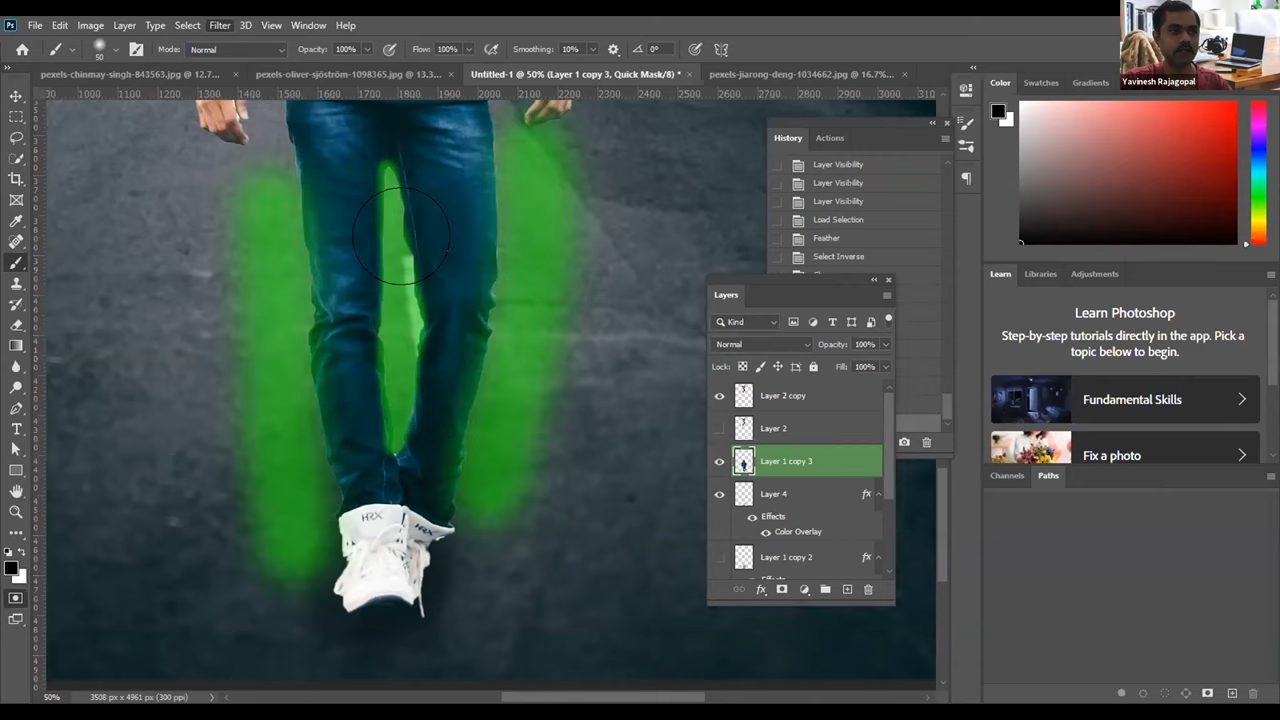 Ps File Edit Image Layer Type Select Filter 3D View Window Help
50 Mode: Normal Opacity: 100% Flow: 100% Smoothing: 10% 0°
pexels-chinmay-singh-843563.jpg @ 12.7... × pexels-oliver-sjöström-1098365.jpg @ 13.3... × Untitled-1 @ 50% (Layer 1 copy 3, Quick Mask/8) * × pexels-jiarong-deng-1034662.jpg @ 16.7%... ×
Yavinesh Rajagopal
1000 1100 1200 1300 1400 1500 1600 1700 1800 1900 2000 2100 2200 2300 2400 2500 2600 2700 2800 2900 3000 310
Color Swatches Gradients
History Actions
Layer Visibility
Layer Visibility
Layer Visibility
Load Selection
Feather
Select Inverse
Layers
Kind
Normal Opacity: 100%
Lock: Fill: 100%
Layer 2 copy
Layer 2
Layer 1 copy 3
Layer 4 fx
Effects
Color Overlay
Layer 1 copy 2 fx
Learn Libraries Adjustments
Learn Photoshop
Step-by-step tutorials directly in the app. Pick a
topic below to begin.
Fundamental Skills
Fix a photo
Channels Paths
HRX
HRX
50% 3508 px x 4961 px (300 ppi)